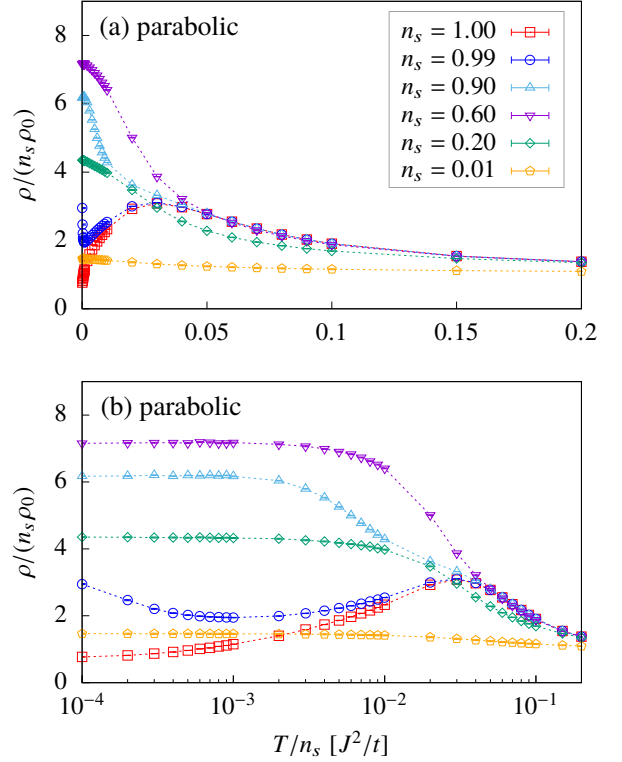 (a) parabolic
n_s = 1.00
n_s = 0.99
n_s = 0.90
n_s = 0.60
n_s = 0.20
n_s = 0.01
ρ/(n_s ρ_0)
8
6
4
2
0
0 0.05 0.1 0.15 0.2
(b) parabolic
ρ/(n_s ρ_0)
8
6
4
2
0
10^−4 10^−3 10^−2 10^−1
T/n_s [J^2/t]